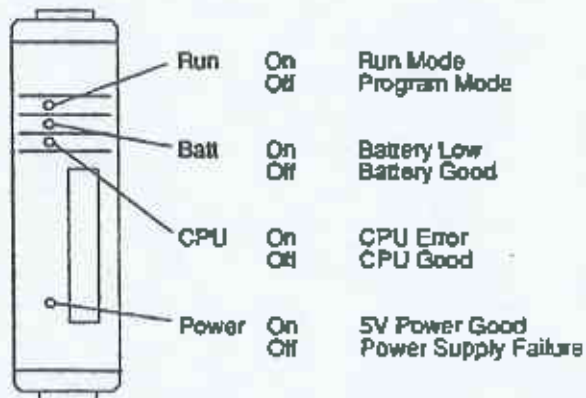 Run On Run Mode
Off Program Mode
Batt On Battery Low
Off Battery Good
CPU On CPU Error
Off CPU Good
Power On 5V Power Good
Off Power Supply Failure